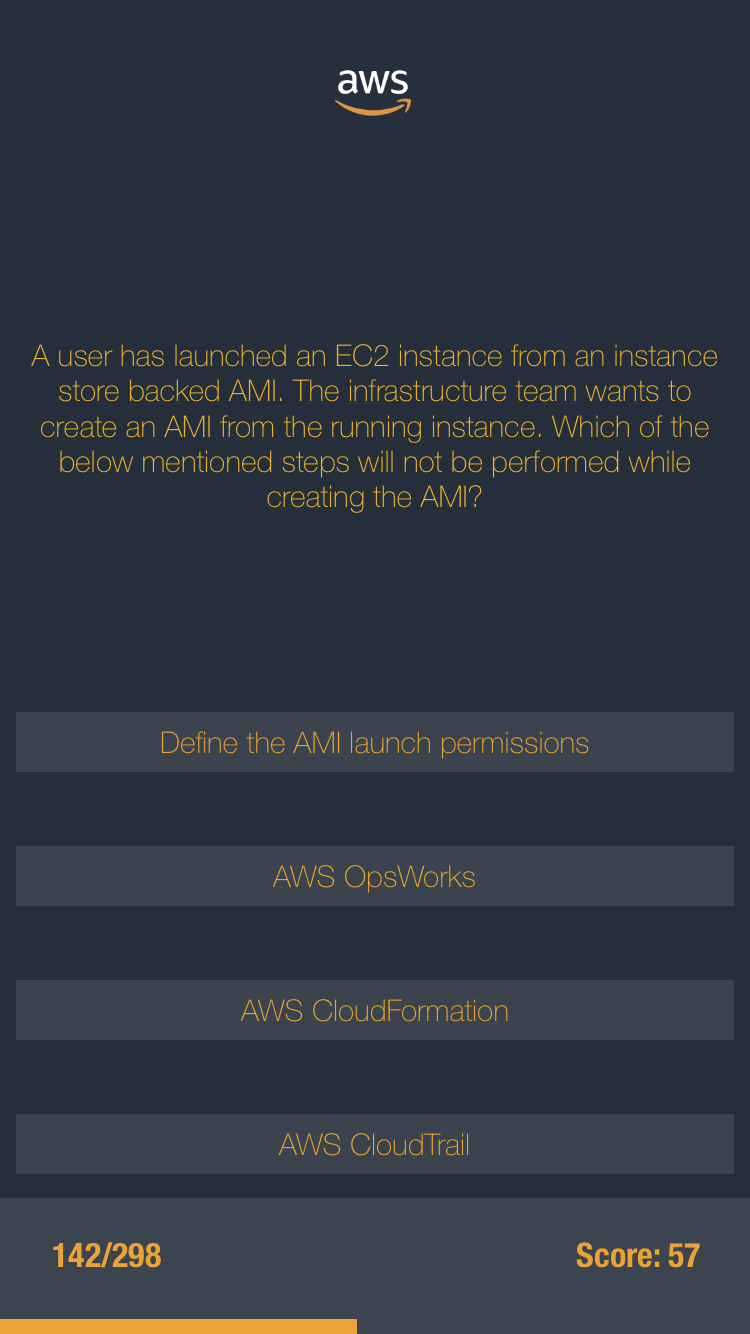 aws
A user has launched an EC2 instance from an instance
store backed AMI. The infrastructure team wants to
create an AMI from the running instance. Which of the
below mentioned steps will not be performed while
creating the AMI?
Define the AMI launch permissions
AWS OpsWorks
AWS CloudFormation
AWS CloudTrail
142/298
Score: 57